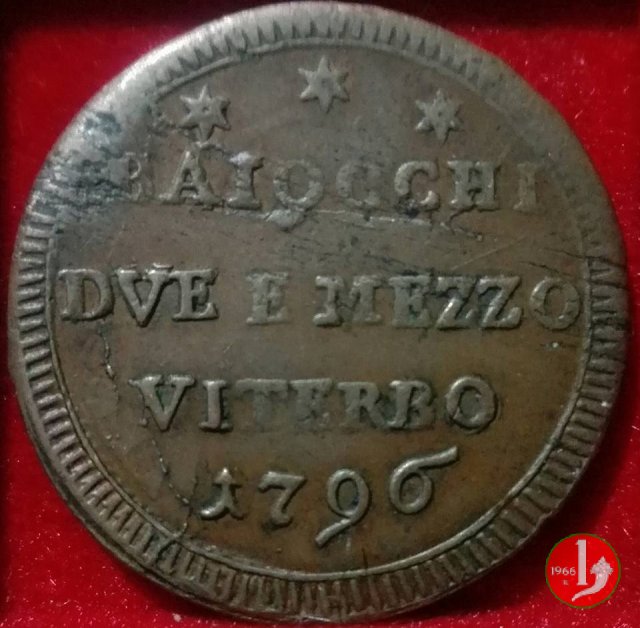 BAIOCCHI
DVE E MEZZO
VITERBO
1796
1966